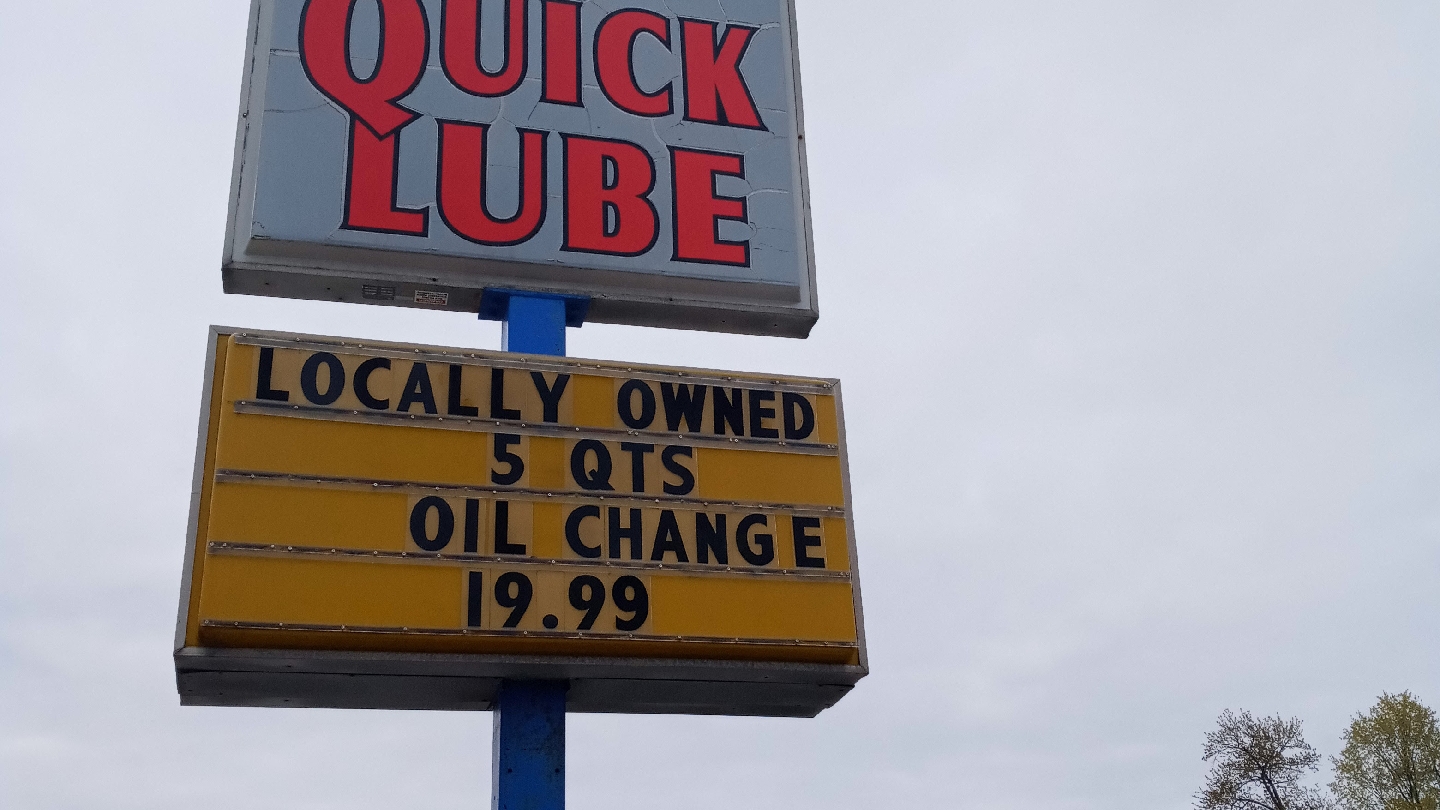 QUICK
LUBE
LOCALLY OWNED
5 QTS
OIL CHANGE
19.99